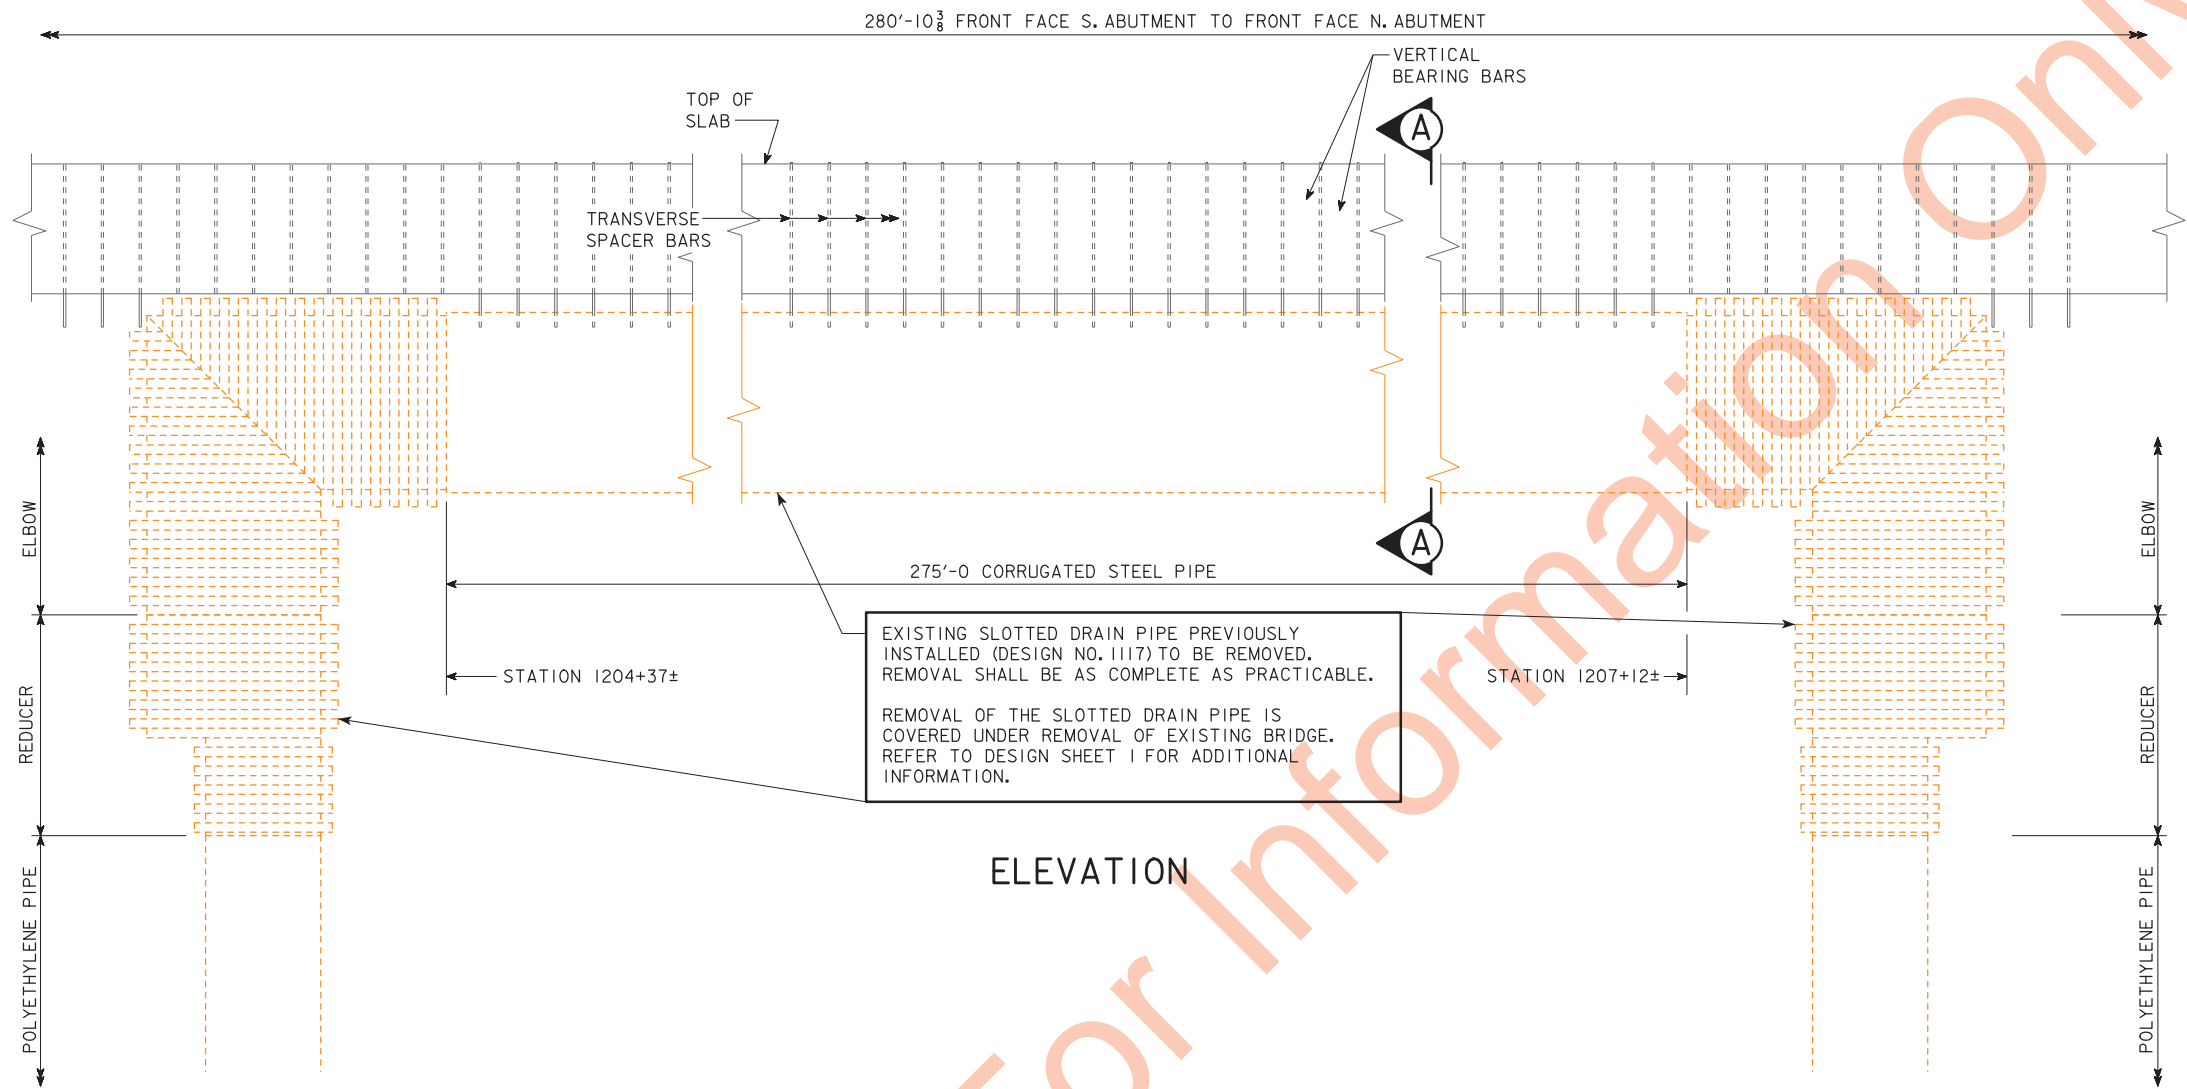 280'-10 3/8 FRONT FACE S. ABUTMENT TO FRONT FACE N. ABUTMENT
VERTICAL
BEARING BARS
TOP OF
SLAB
A
TRANSVERSE
SPACER BARS
ELBOW
ELBOW
A
275'-0 CORRUGATED STEEL PIPE
EXISTING SLOTTED DRAIN PIPE PREVIOUSLY
INSTALLED (DESIGN NO. 1117) TO BE REMOVED.
REMOVAL SHALL BE AS COMPLETE AS PRACTICABLE.
REMOVAL OF THE SLOTTED DRAIN PIPE IS
COVERED UNDER REMOVAL OF EXISTING BRIDGE.
REFER TO DESIGN SHEET 1 FOR ADDITIONAL
INFORMATION.
STATION 1204+37±
STATION 1207+12±
REDUCER
REDUCER
ELEVATION
POLYETHYLENE PIPE
POLYETHYLENE PIPE
For Information Only